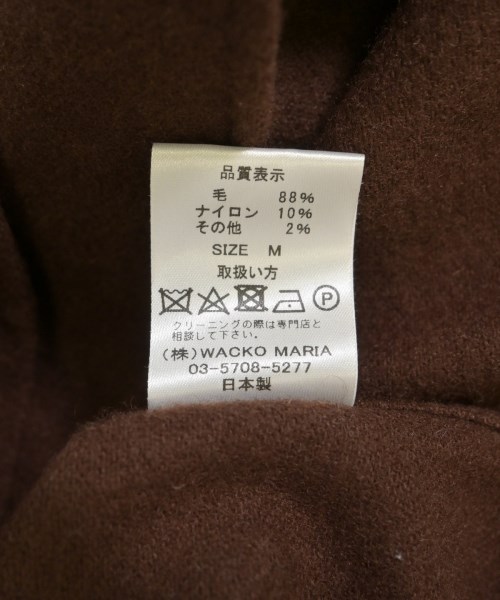 品質表示
毛 88%
ナイロン 10%
その他 2%
SIZE M
取扱い方
P
クリーニングの際は専門店と
相談して下さい。
(株)WACKO MARIA
03-5708-5277
日本製